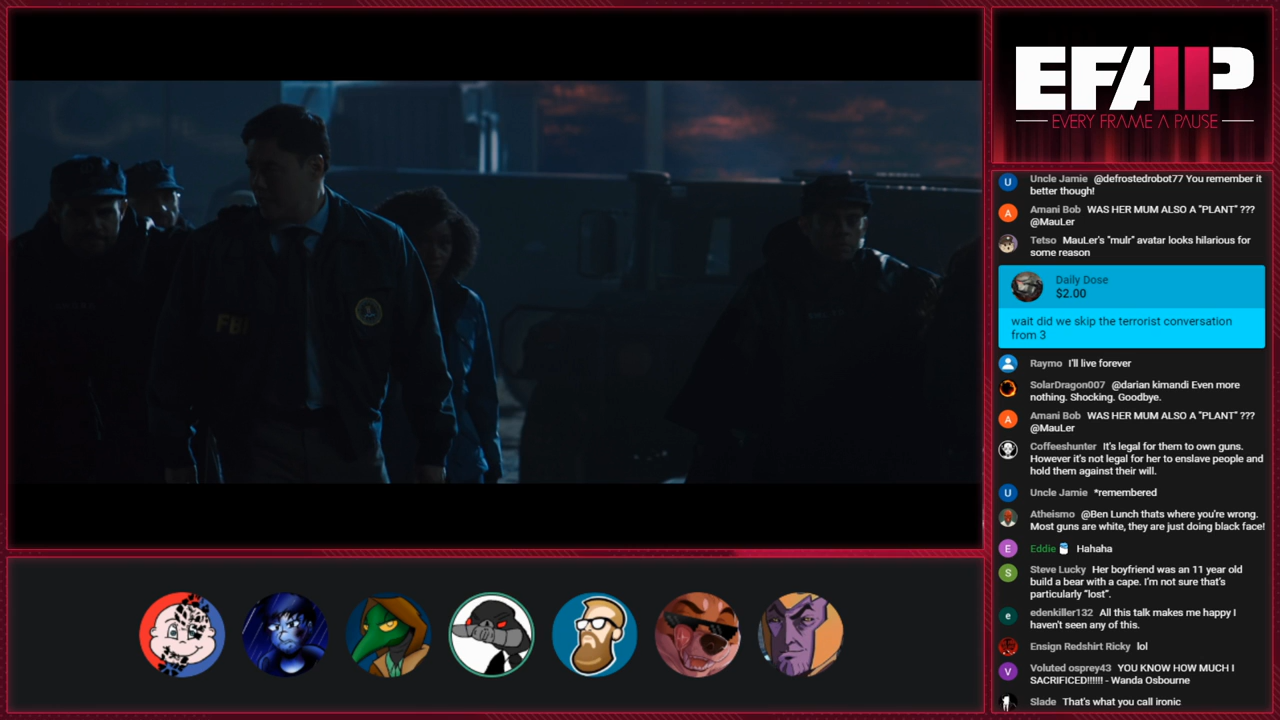 FBI
EFAP
EVERY FRAME A PAUSE
Uncle Jamie @defrostedrobot77 You remember it
better though!
Amani Bob WAS HER MUM ALSO A "PLANT" ???
@MauLer
Tetso MauLer's "mulr" avatar looks hilarious for
some reason
Daily Dose
$2.00
wait did we skip the terrorist conversation
from 3
Raymo I'll live forever
SolarDragon007 @darian kimandi Even more
nothing. Shocking. Goodbye.
Amani Bob WAS HER MUM ALSO A "PLANT" ???
@MauLer
Coffeeshunter It's legal for them to own guns.
However it's not legal for her to enslave people and
hold them against their will.
Uncle Jamie *remembered
Atheismo @Ben Lunch thats where you're wrong.
Most guns are white, they are just doing black face!
Eddie Hahaha
Steve Lucky Her boyfriend was an 11 year old
build a bear with a cape. I'm not sure that's
particularly "lost".
edenkiller132 All this talk makes me happy I
haven't seen any of this.
Ensign Redshirt Ricky lol
Voluted osprey43 YOU KNOW HOW MUCH I
SACRIFICED!!!!!! - Wanda Osbourne
Slade That's what you call ironic
U
A
A
U
E
S
e
V